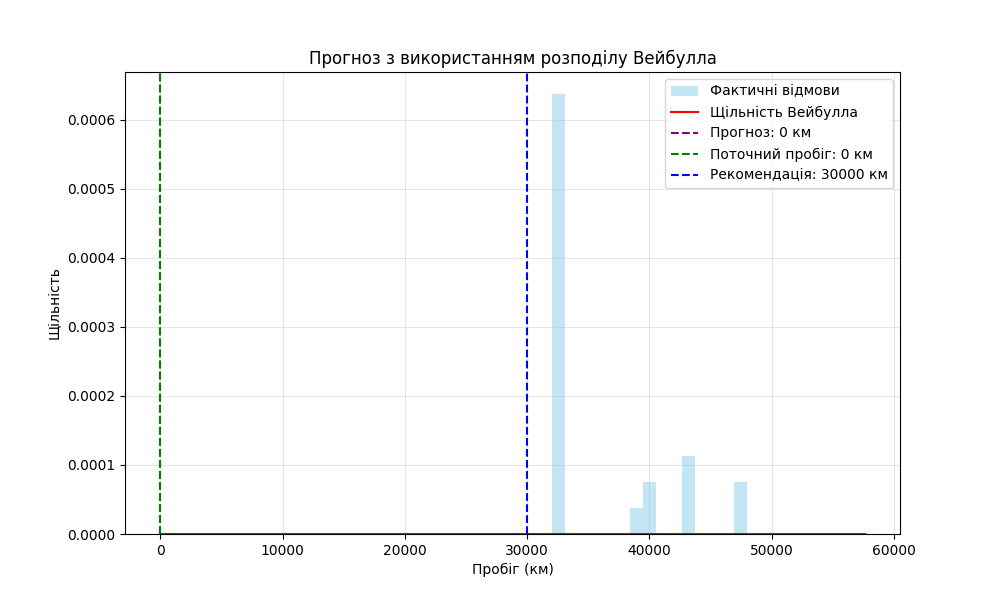 Прогноз з використанням розподілу Вейбулла
Фактичні відмови
Щільність Вейбулла
Прогноз: 0 км
Поточний пробіг: 0 км
Рекомендація: 30000 км
Щільність
0.0006
0.0005
0.0004
0.0003
0.0002
0.0001
0.0000
0 10000 20000 30000 40000 50000 60000
Пробіг (км)